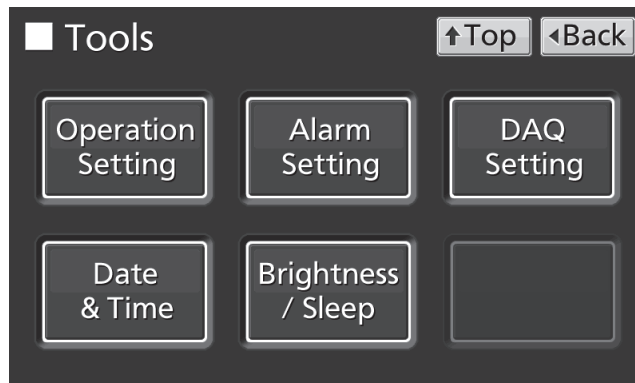 Tools
↑Top
◂Back
Operation
Setting
Alarm
Setting
DAQ
Setting
Date
& Time
Brightness
/ Sleep